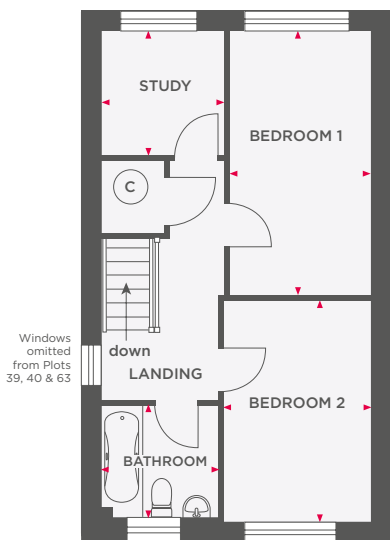 STUDY
BEDROOM 1
C
Windows
omitted
from Plots
39, 40 & 63
down
LANDING
BEDROOM 2
BATHROOM